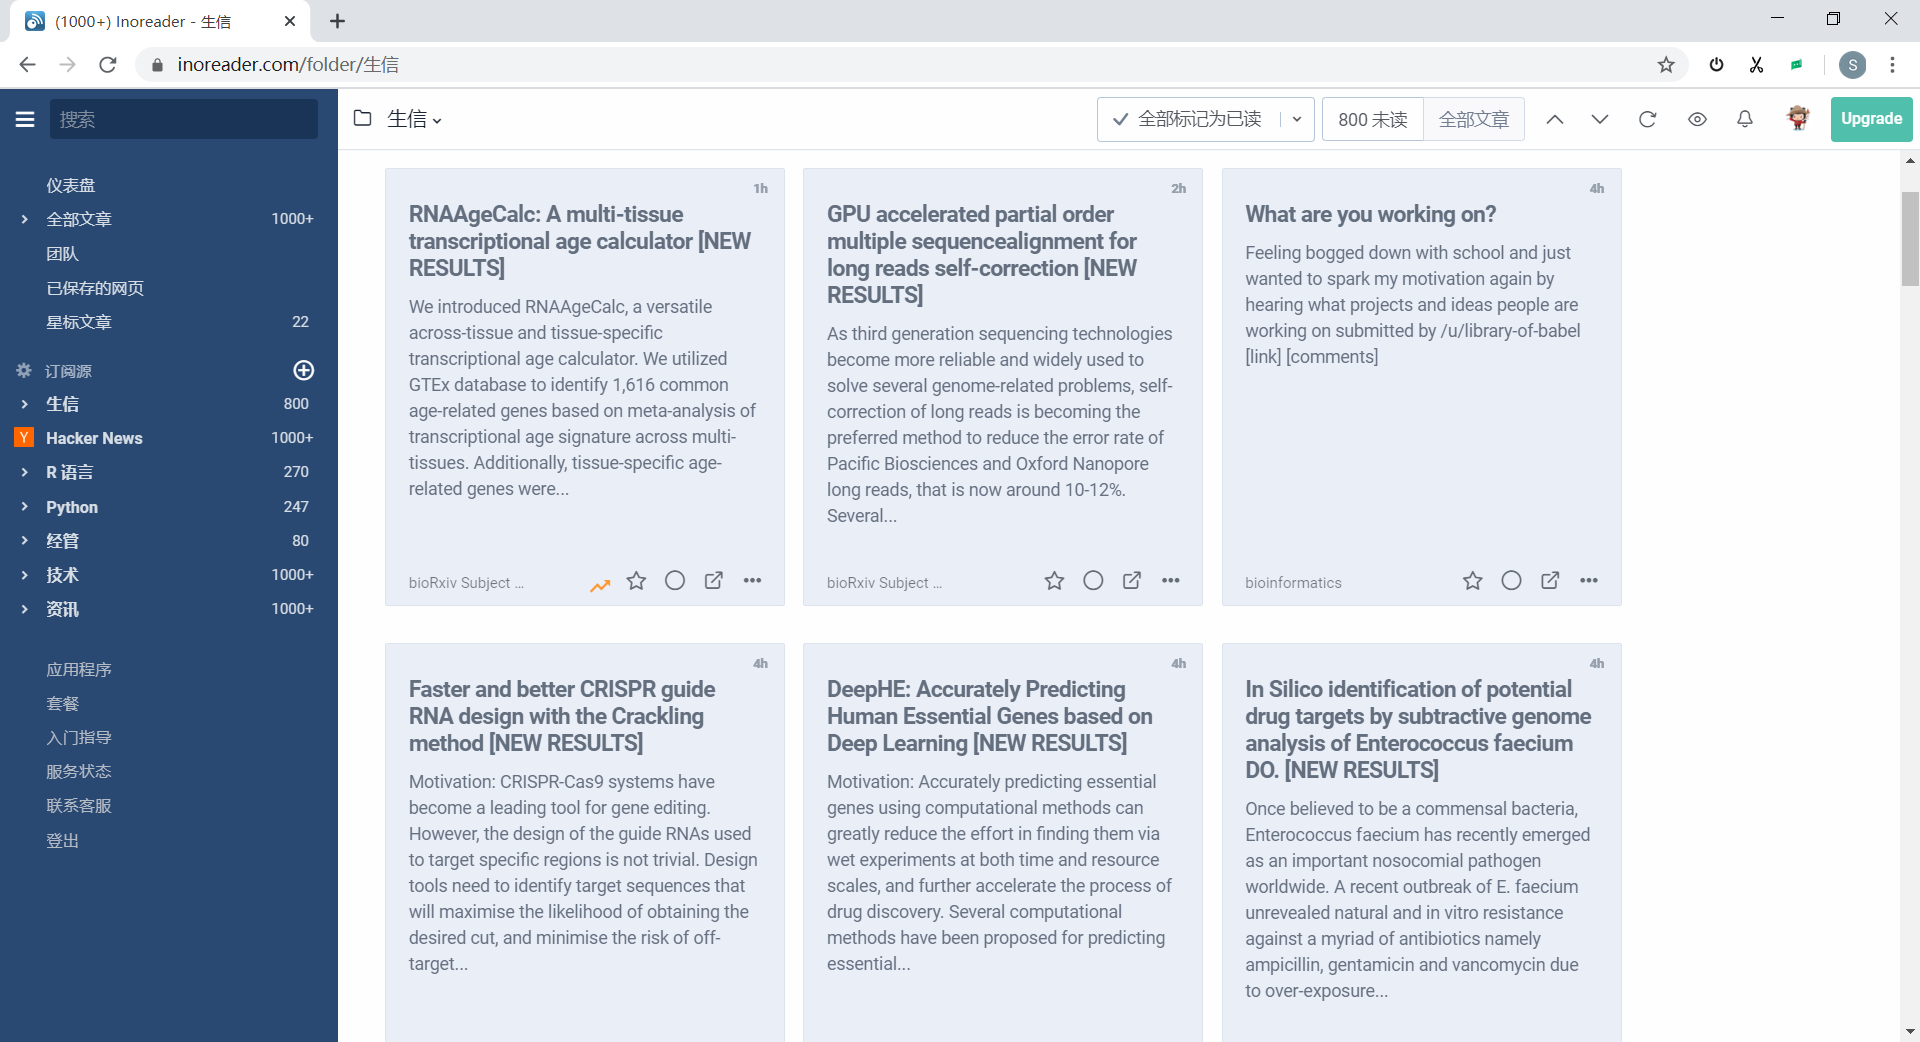 (1000+) Inoreader - 生信
inoreader.com/folder/生信
S
搜索
生信
全部标记为已读
800 未读
全部文章
Upgrade
仪表盘
全部文章 1000+
团队
已保存的网页
星标文章 22
订阅源
生信 800
Y Hacker News 1000+
R 语言 270
Python 247
经管 80
技术 1000+
资讯 1000+
应用程序
套餐
入门指导
服务状态
联系客服
登出
1h
RNAAgeCalc: A multi-tissue
transcriptional age calculator [NEW
RESULTS]
We introduced RNAAgeCalc, a versatile
across-tissue and tissue-specific
transcriptional age calculator. We utilized
GTEx database to identify 1,616 common
age-related genes based on meta-analysis of
transcriptional age signature across multi-
tissues. Additionally, tissue-specific age-
related genes were...
bioRxiv Subject ...
2h
GPU accelerated partial order
multiple sequencealignment for
long reads self-correction [NEW
RESULTS]
As third generation sequencing technologies
become more reliable and widely used to
solve several genome-related problems, self-
correction of long reads is becoming the
preferred method to reduce the error rate of
Pacific Biosciences and Oxford Nanopore
long reads, that is now around 10-12%.
Several...
bioRxiv Subject ...
4h
What are you working on?
Feeling bogged down with school and just
wanted to spark my motivation again by
hearing what projects and ideas people are
working on submitted by /u/library-of-babel
[link] [comments]
bioinformatics
4h
Faster and better CRISPR guide
RNA design with the Crackling
method [NEW RESULTS]
Motivation: CRISPR-Cas9 systems have
become a leading tool for gene editing.
However, the design of the guide RNAs used
to target specific regions is not trivial. Design
tools need to identify target sequences that
will maximise the likelihood of obtaining the
desired cut, and minimise the risk of off-
target...
4h
DeepHE: Accurately Predicting
Human Essential Genes based on
Deep Learning [NEW RESULTS]
Motivation: Accurately predicting essential
genes using computational methods can
greatly reduce the effort in finding them via
wet experiments at both time and resource
scales, and further accelerate the process of
drug discovery. Several computational
methods have been proposed for predicting
essential...
4h
In Silico identification of potential
drug targets by subtractive genome
analysis of Enterococcus faecium
DO. [NEW RESULTS]
Once believed to be a commensal bacteria,
Enterococcus faecium has recently emerged
as an important nosocomial pathogen
worldwide. A recent outbreak of E. faecium
unrevealed natural and in vitro resistance
against a myriad of antibiotics namely
ampicillin, gentamicin and vancomycin due
to over-exposure...